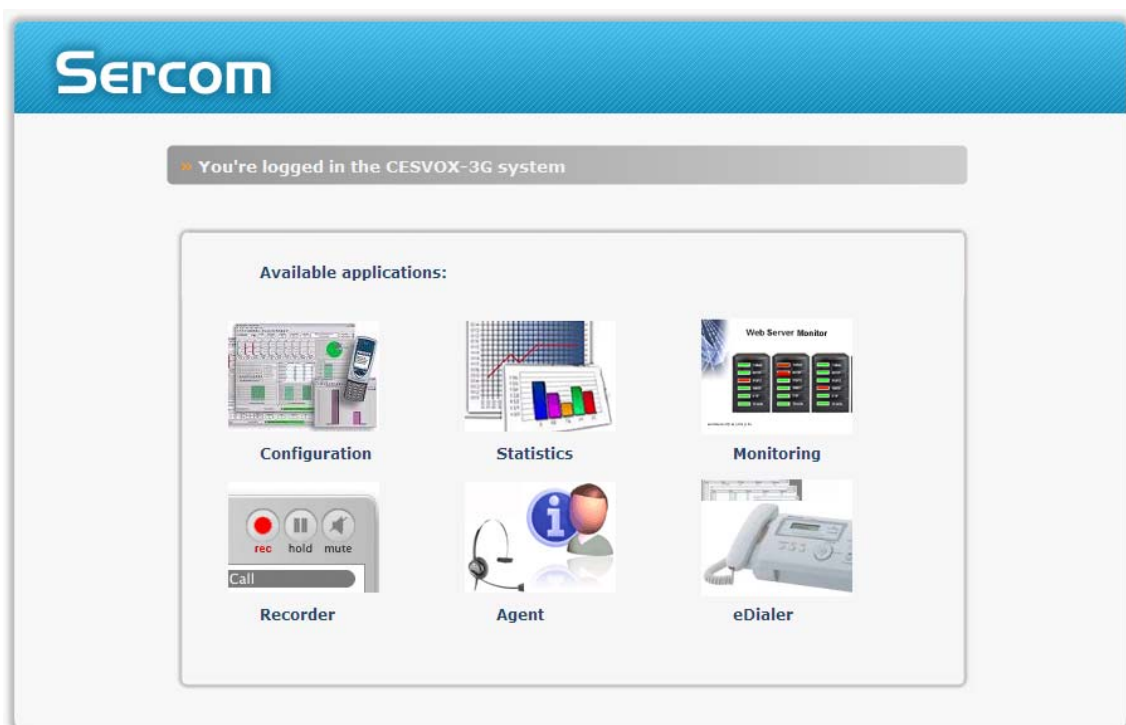 Sercom
» You're logged in the CESVOX-3G system
Available applications:
Web Server Monitor
Configuration
Statistics
Monitoring
rec hold mute
Call
Recorder
Agent
eDialer